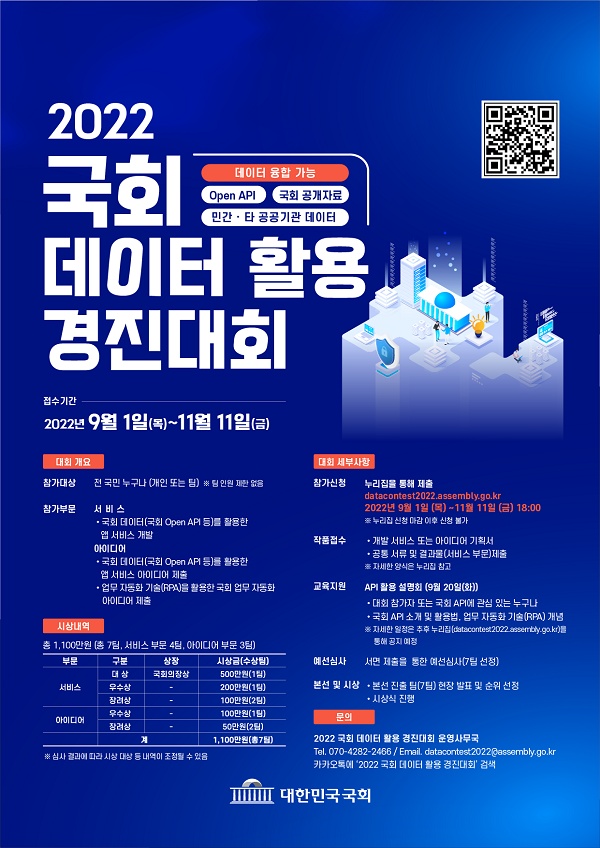 2022
국회
데이터 활용
경진대회
데이터 융합 가능
Open API
국회 공개자료
민간 · 타 공공기관 데이터
접수기간
2022년 9월 1일(목)~11월 11일(금)
대회 개요
참가대상 전 국민 누구나 (개인 또는 팀) ※ 팀 인원 제한 없음
참가부문 서 비 스
• 국회 데이터(국회 Open API 등)를 활용한
앱 서비스 개발
아이디어
• 국회 데이터(국회 Open API 등)를 활용한
앱 서비스 아이디어 제출
• 업무 자동화 기술(RPA)을 활용한 국회 업무 자동화
아이디어 제출
시상내역
총 1,100만원 (총 7팀, 서비스 부문 4팀, 아이디어 부문 3팀)
부문 구분 상장 시상금(수상팀)
서비스 대 상 국회의장상 500만원(1팀)
우수상 - 200만원(1팀)
장려상 - 100만원(2팀)
아이디어 우수상 - 100만원(1팀)
장려상 - 50만원(2팀)
계 1,100만원(총7팀)
※ 심사 결과에 따라 시상 대상 등 내역이 조정될 수 있음
대회 세부사항
참가신청 누리집을 통해 제출
datacontest2022.assembly.go.kr
2022년 9월 1일 (목) ~11월 11일 (금) 18:00
※ 누리집 신청 마감 이후 신청 불가
작품접수 • 개발 서비스 또는 아이디어 기획서
• 공통 서류 및 결과물(서비스 부문)제출
※ 자세한 양식은 누리집 참고
교육지원 API 활용 설명회 (9월 20일(화))
• 대회 참가자 또는 국회 API에 관심 있는 누구나
• 국회 API 소개 및 활용법, 업무 자동화 기술(RPA) 개념
※ 자세한 일정은 추후 누리집(datacontest2022.assembly.go.kr)을
통해 공지 예정
예선심사 서면 제출을 통한 예선심사(7팀 선정)
본선 및 시상 • 본선 진출 팀(7팀) 현장 발표 및 순위 선정
• 시상식 진행
문의
2022 국회 데이터 활용 경진대회 운영사무국
Tel. 070-4282-2466 / Email. datacontest2022@assembly.go.kr
카카오톡에 '2022 국회 데이터 활용 경진대회' 검색
대한민국국회